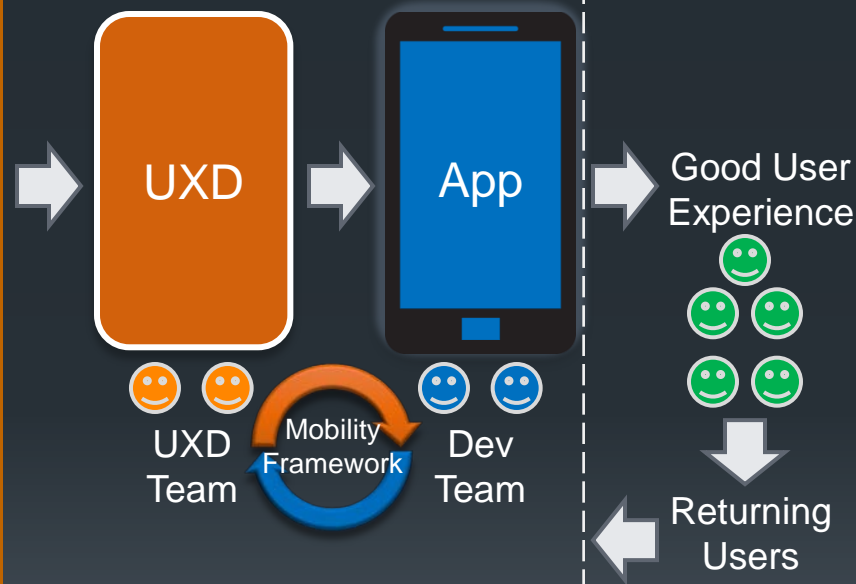 UXD
App
Good User
Experience
UXD
Team
Mobility
Framework
Dev
Team
Returning
Users